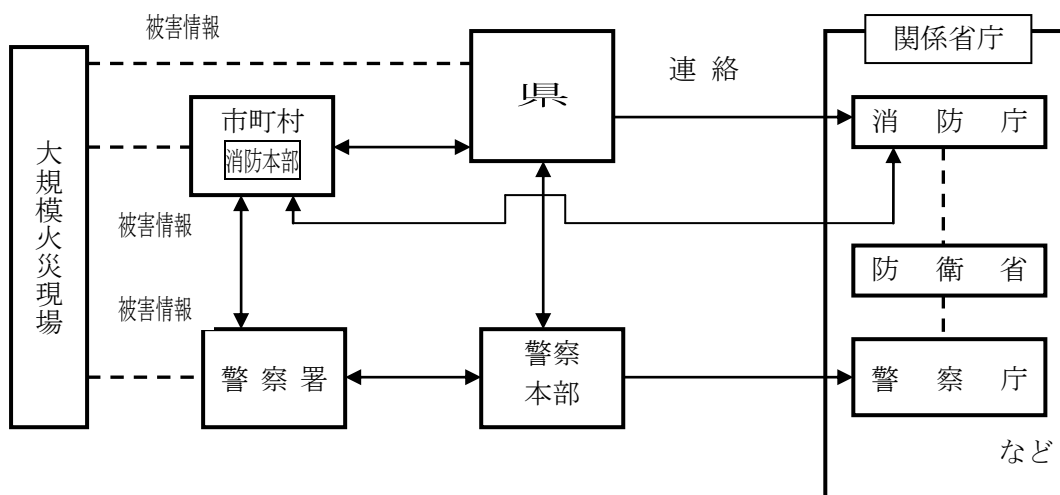 被害情報
関係省庁
県
連 絡
消 防 庁
市町村
消防本部
大規模火災現場
被害情報
防 衛 省
被害情報
警 察 署
警察
本部
警 察 庁
など